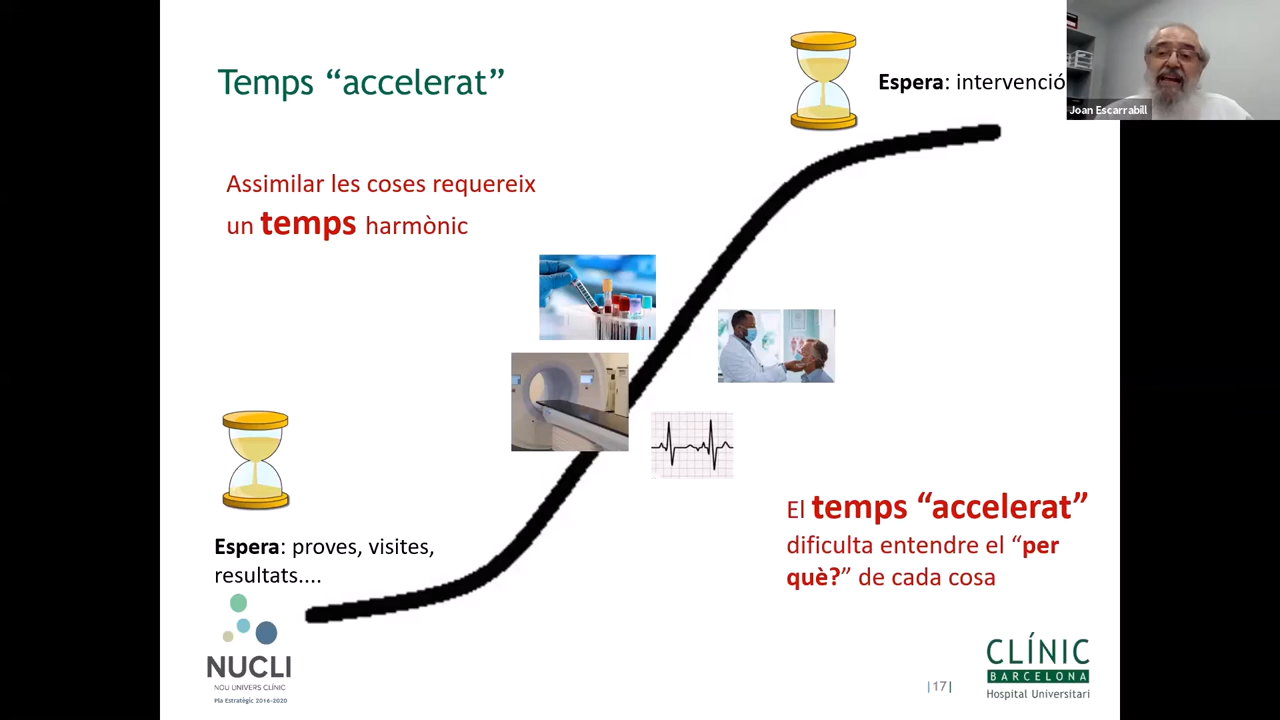 Temps “accelerat”
Espera: intervenció
Joan Escarrabill
Assimilar les coses requereix
un temps harmònic
Espera: proves, visites,
resultats....
El temps “accelerat”
dificulta entendre el “per
què?” de cada cosa
NUCLI
NOU UNIVERS CLÍNIC
Pla Estratègic 2016-2020
|17|
CLÍNIC
BARCELONA
Hospital Universitari